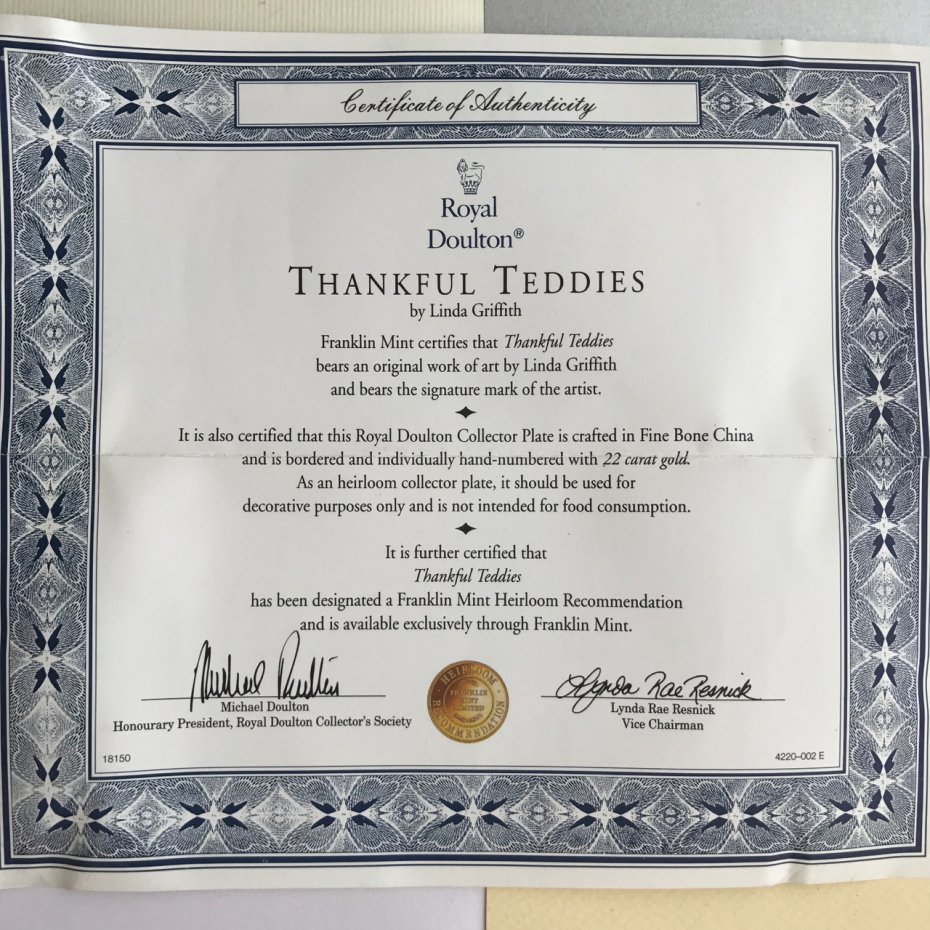 Certificate of Authenticity
Royal
Doulton®
THANKFUL TEDDIES
by Linda Griffith
Franklin Mint certifies that Thankful Teddies
bears an original work of art by Linda Griffith
and bears the signature mark of the artist.
It is also certified that this Royal Doulton Collector Plate is crafted in Fine Bone China
and is bordered and individually hand-numbered with 22 carat gold.
As an heirloom collector plate, it should be used for
decorative purposes only and is not intended for food consumption.
It is further certified that
Thankful Teddies
has been designated a Franklin Mint Heirloom Recommendation
and is available exclusively through Franklin Mint.
Michael Doulton
Michael Doulton
Honourary President, Royal Doulton Collector's Society
HEIRLOOM
FRANKLIN
MINT
LIMITED
RECOMMENDATION
Lynda Rae Resnick
Lynda Rae Resnick
Vice Chairman
18150
4220–002 E